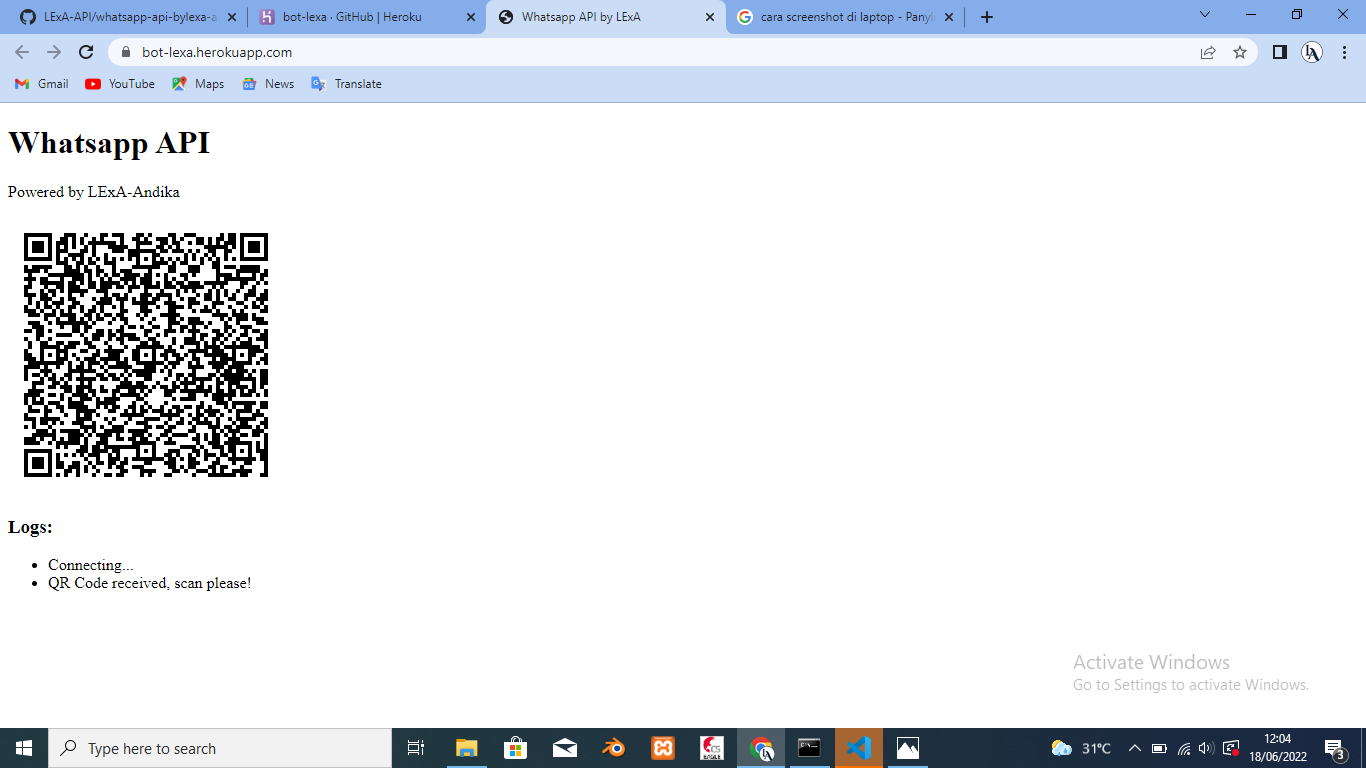 LExA-API/whatsapp-api-bylexa-a
bot-lexa · GitHub | Heroku
Whatsapp API by LExA
cara screenshot di laptop - Panyl
bot-lexa.herokuapp.com
Gmail
YouTube
Maps
News
Translate
Whatsapp API
Powered by LExA-Andika
Logs:
• Connecting...
• QR Code received, scan please!
Activate Windows
Go to Settings to activate Windows.
Type here to search
CS
EAGLE
31°C
12:04
18/06/2022
3